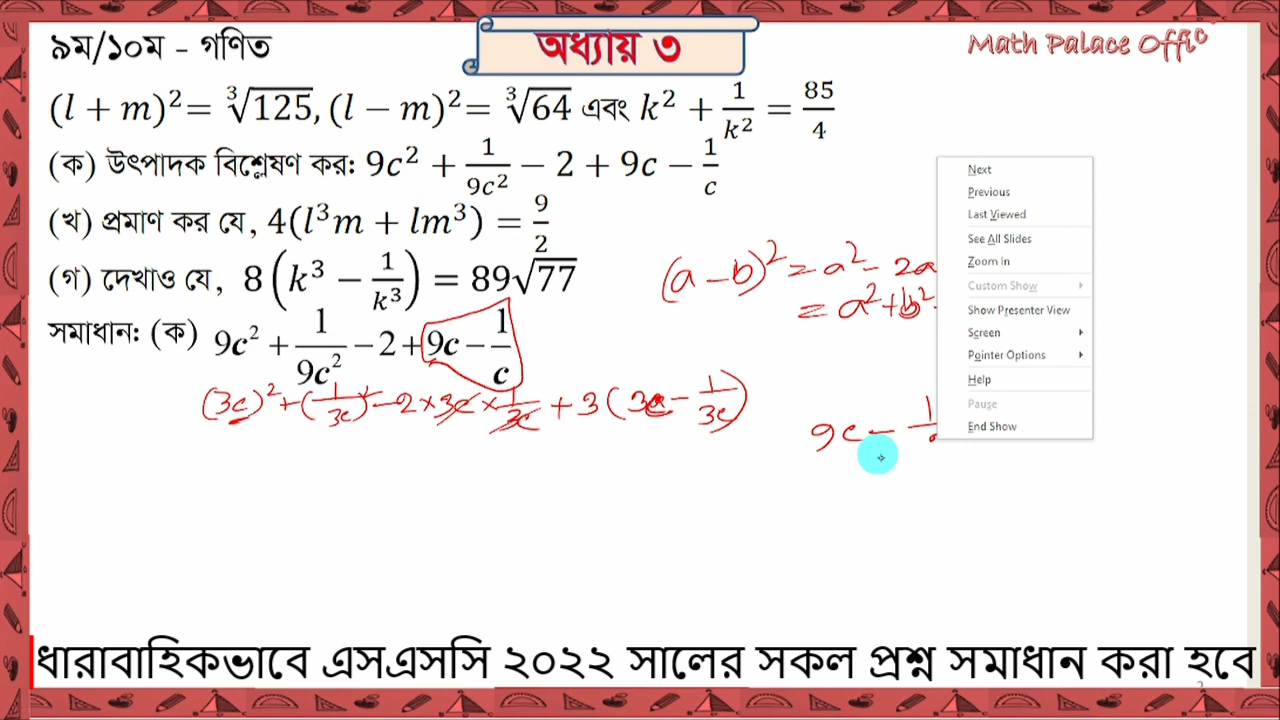 ৯ম/১০ম - গণিত
অধ্যায় ৩
Math Palace Offic
(l + m)²= ∛125, (l − m)²= ∛64 এবং k² + 1/k² = 85/4
(ক) উৎপাদক বিশ্লেষণ কর: 9c² + 1/9c² − 2 + 9c − 1/c
(খ) প্রমাণ কর যে, 4(l³m + lm³) = 9/2
(গ) দেখাও যে, 8(k³ − 1/k³) = 89√77
(a − b)² = a² − 2a
= a² + b²
সমাধান: (ক) 9c² + 1/9c² − 2 + 9c − 1/c
(3c)² + (1/3c)² − 2 × 3c × 1/3c + 3(3c − 1/3c)
9c − 1
Next
Previous
Last Viewed
See All Slides
Zoom In
Custom Show
Show Presenter View
Screen
Pointer Options
Help
Pause
End Show
ধারাবাহিকভাবে এসএসসি ২০২২ সালের সকল প্রশ্ন সমাধান করা হবে